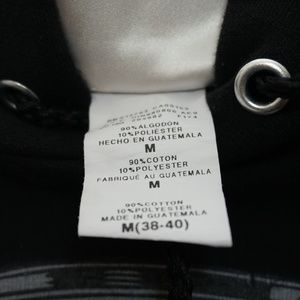 90%ALGODÓN
10%POLIESTER
HECHO EN GUATEMALA
M
90%COTON
10%POLYESTER
FABRIQUÉ AU GUATEMALA
M
90%COTTON
10%POLYESTER
MADE IN GUATEMALA
M(38-40)